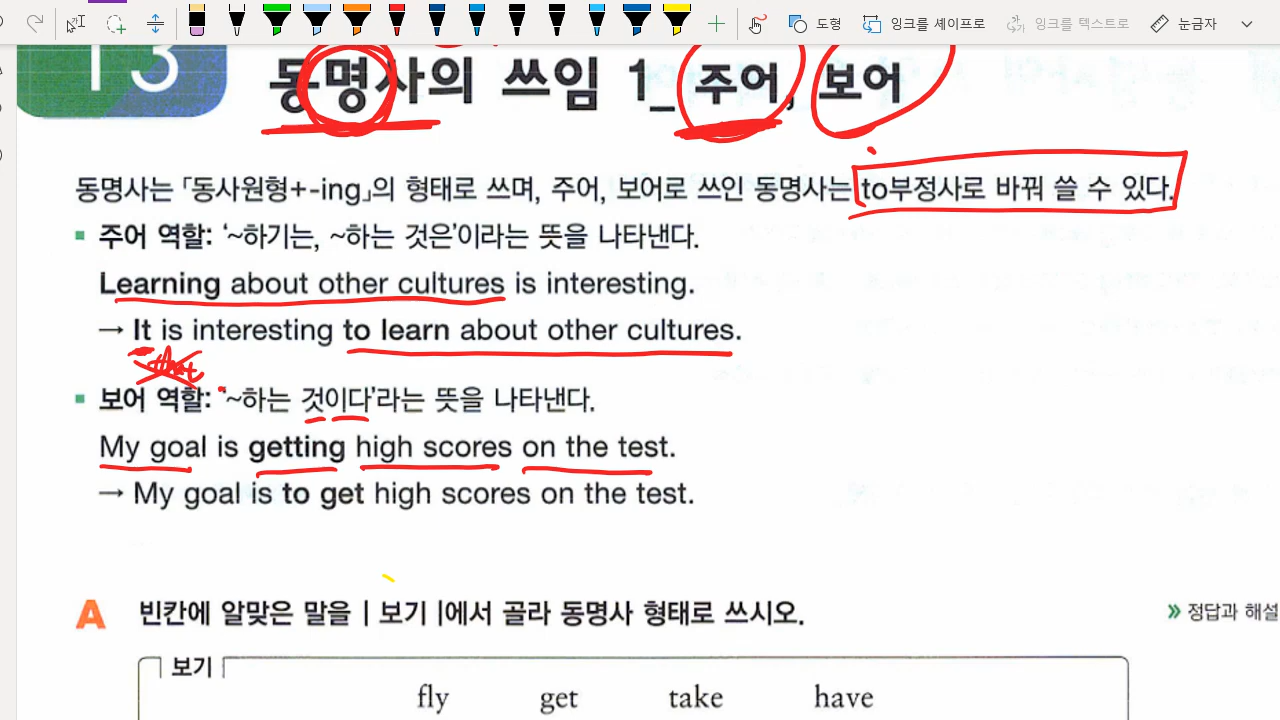 도형
잉크를 셰이프로
잉크를 텍스트로
눈금자
13
동명사의 쓰임 1_ 주어, 보어
동명사는 「동사원형+-ing」의 형태로 쓰며, 주어, 보어로 쓰인 동명사는 to부정사로 바꿔 쓸 수 있다.
주어 역할: ‘~하기는, ~하는 것은’이라는 뜻을 나타낸다.
Learning about other cultures is interesting.
→ It is interesting to learn about other cultures.
that
보어 역할: ‘~하는 것이다’라는 뜻을 나타낸다.
My goal is getting high scores on the test.
→ My goal is to get high scores on the test.
A 빈칸에 알맞은 말을 | 보기 |에서 골라 동명사 형태로 쓰시오.
» 정답과 해설
보기
fly get take have